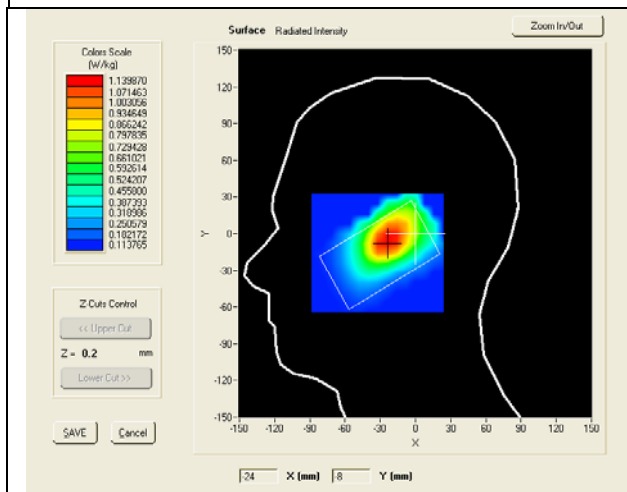 Surface Radiated Intensity
Zoom In/Out
Colors Scale
(W/kg)
1.139870
1.071463
1.003056
0.934649
0.866242
0.797835
0.729428
0.661021
0.592614
0.524207
0.455800
0.387393
0.318986
0.250579
0.182172
0.113765
150-
120-
90-
60-
30-
0-
-30-
-60-
-90-
-120-
-150-
Y
-150 -120 -90 -60 -30 0 30 60 90 120 150
X
Z-Cuts Control
<< Upper Cut
Z = 0.2 mm
Lower Cut >>
SAVE Cancel
-24 X (mm) -8 Y (mm)